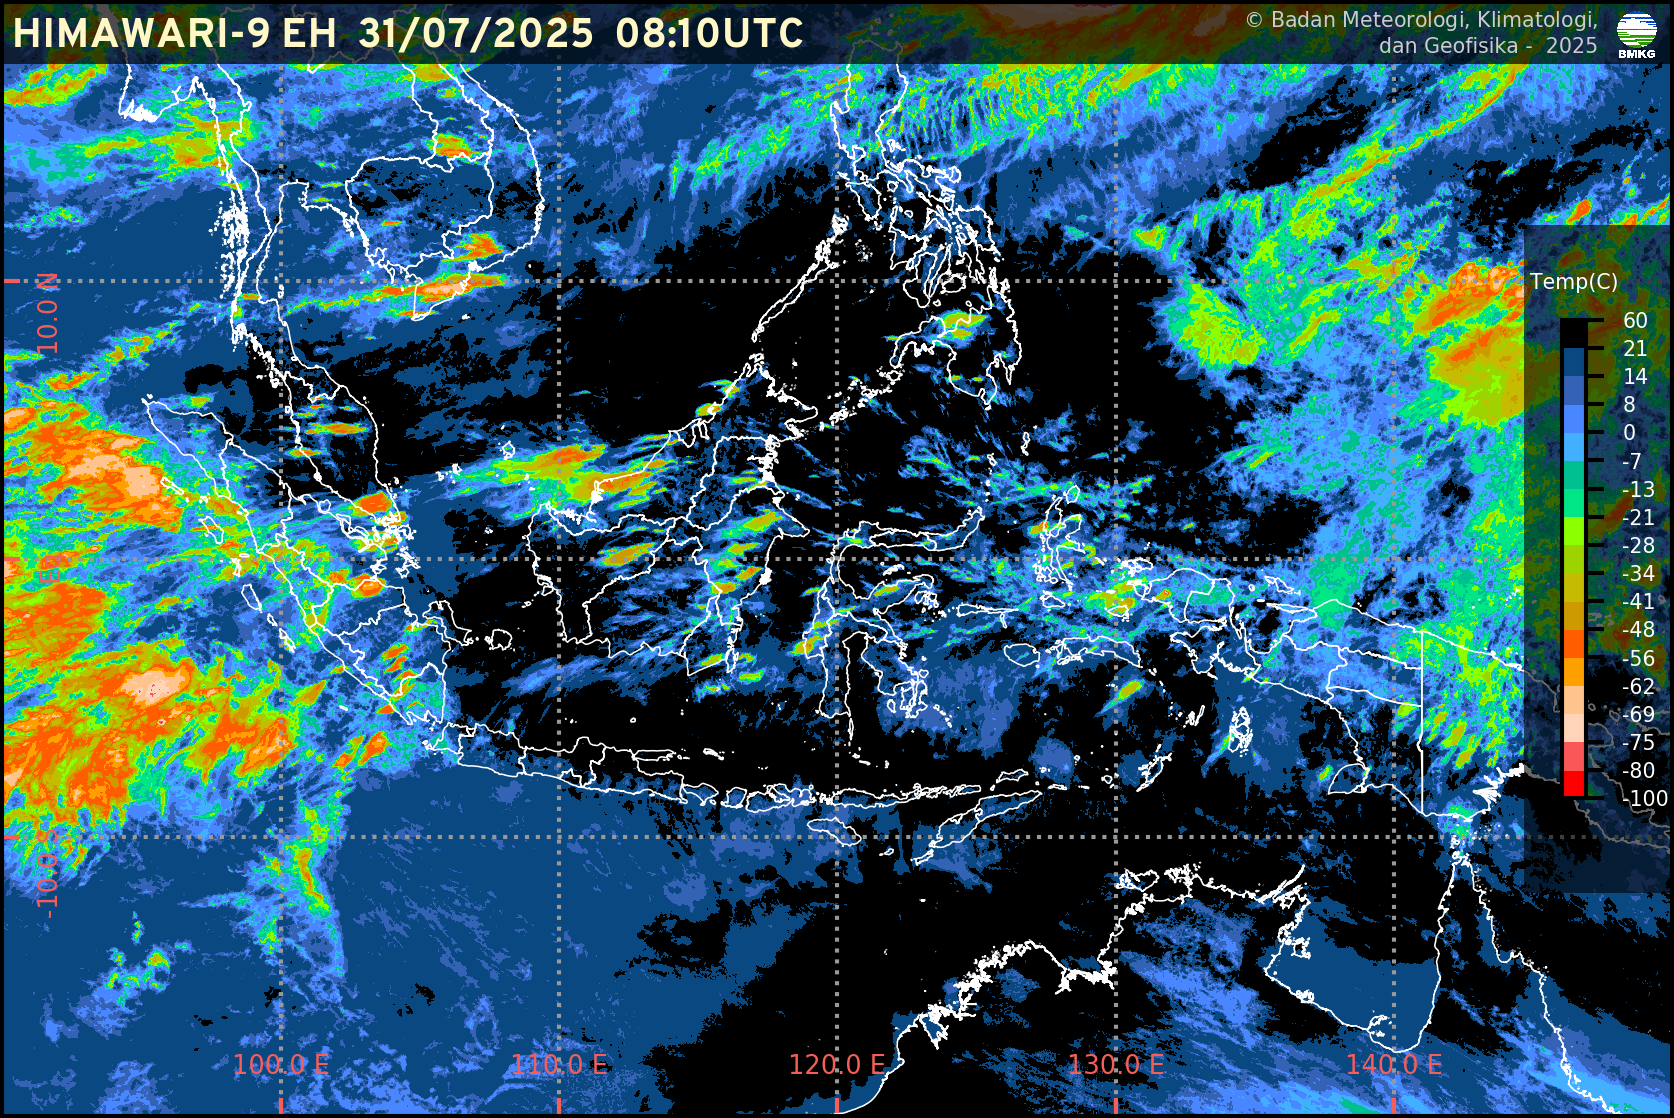 HIMAWARI-9 EH 31/07/2025 08:10UTC
© Badan Meteorologi, Klimatologi,
dan Geofisika - 2025
BMKG
Temp(C)
60
21
14
8
0
-7
-13
-21
-28
-34
-41
-48
-56
-62
-69
-75
-80
-100
10.0 N
-10.0 S
100.0 E
110.0 E
120.0 E
130.0 E
140.0 E